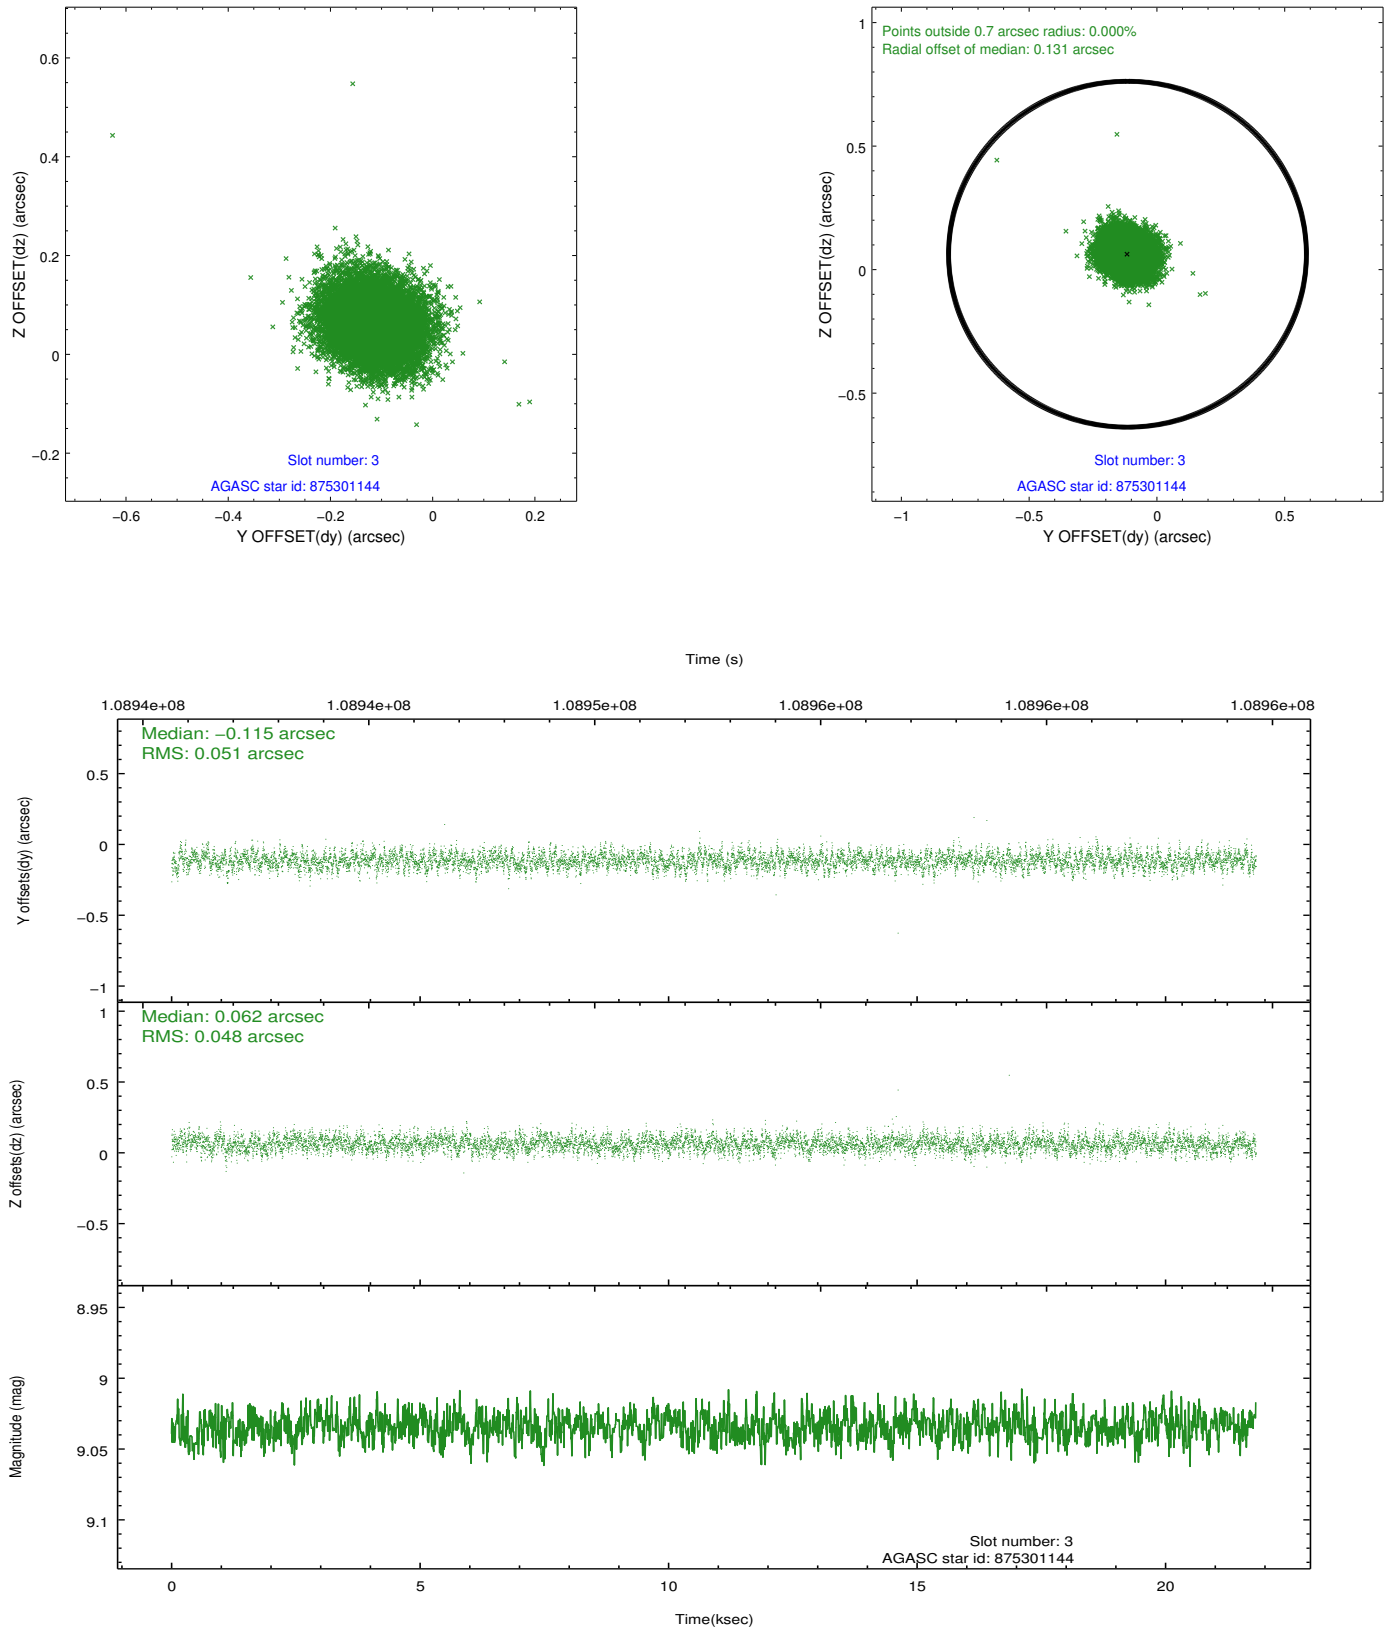 0.6
0.4
0.2
0
−0.2
Z OFFSET(dz) (arcsec)
Slot number: 3
AGASC star id: 875301144
−0.6
−0.4
−0.2
0
0.2
Y OFFSET(dy) (arcsec)
Points outside 0.7 arcsec radius: 0.000%
Radial offset of median: 0.131 arcsec
1
0.5
0
−0.5
Z OFFSET(dz) (arcsec)
Slot number: 3
AGASC star id: 875301144
−1
−0.5
0
0.5
Y OFFSET(dy) (arcsec)
Time (s)
1.0894e+08
1.0894e+08
1.0895e+08
1.0896e+08
1.0896e+08
1.0896e+08
Median: −0.115 arcsec
RMS: 0.051 arcsec
0.5
0
−0.5
−1
Y offsets(dy) (arcsec)
Median: 0.062 arcsec
RMS: 0.048 arcsec
1
0.5
0
−0.5
Z offsets(dz) (arcsec)
8.95
9
9.05
9.1
Magnitude (mag)
Slot number: 3
AGASC star id: 875301144
0
5
10
15
20
Time(ksec)